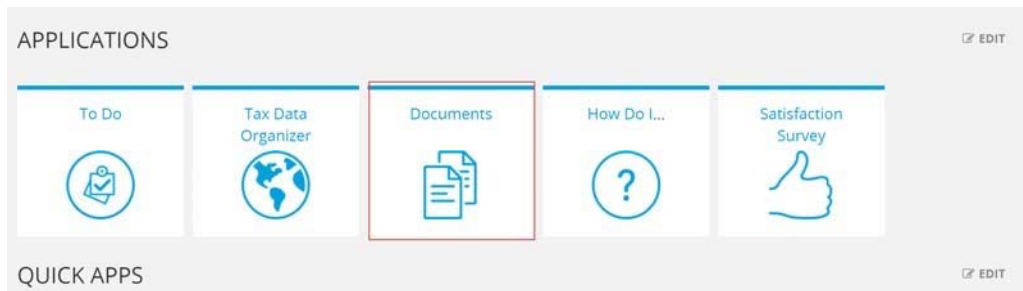 APPLICATIONS
EDIT
To Do
Tax Data
Organizer
Documents
How Do I...
?
Satisfaction
Survey
QUICK APPS
EDIT